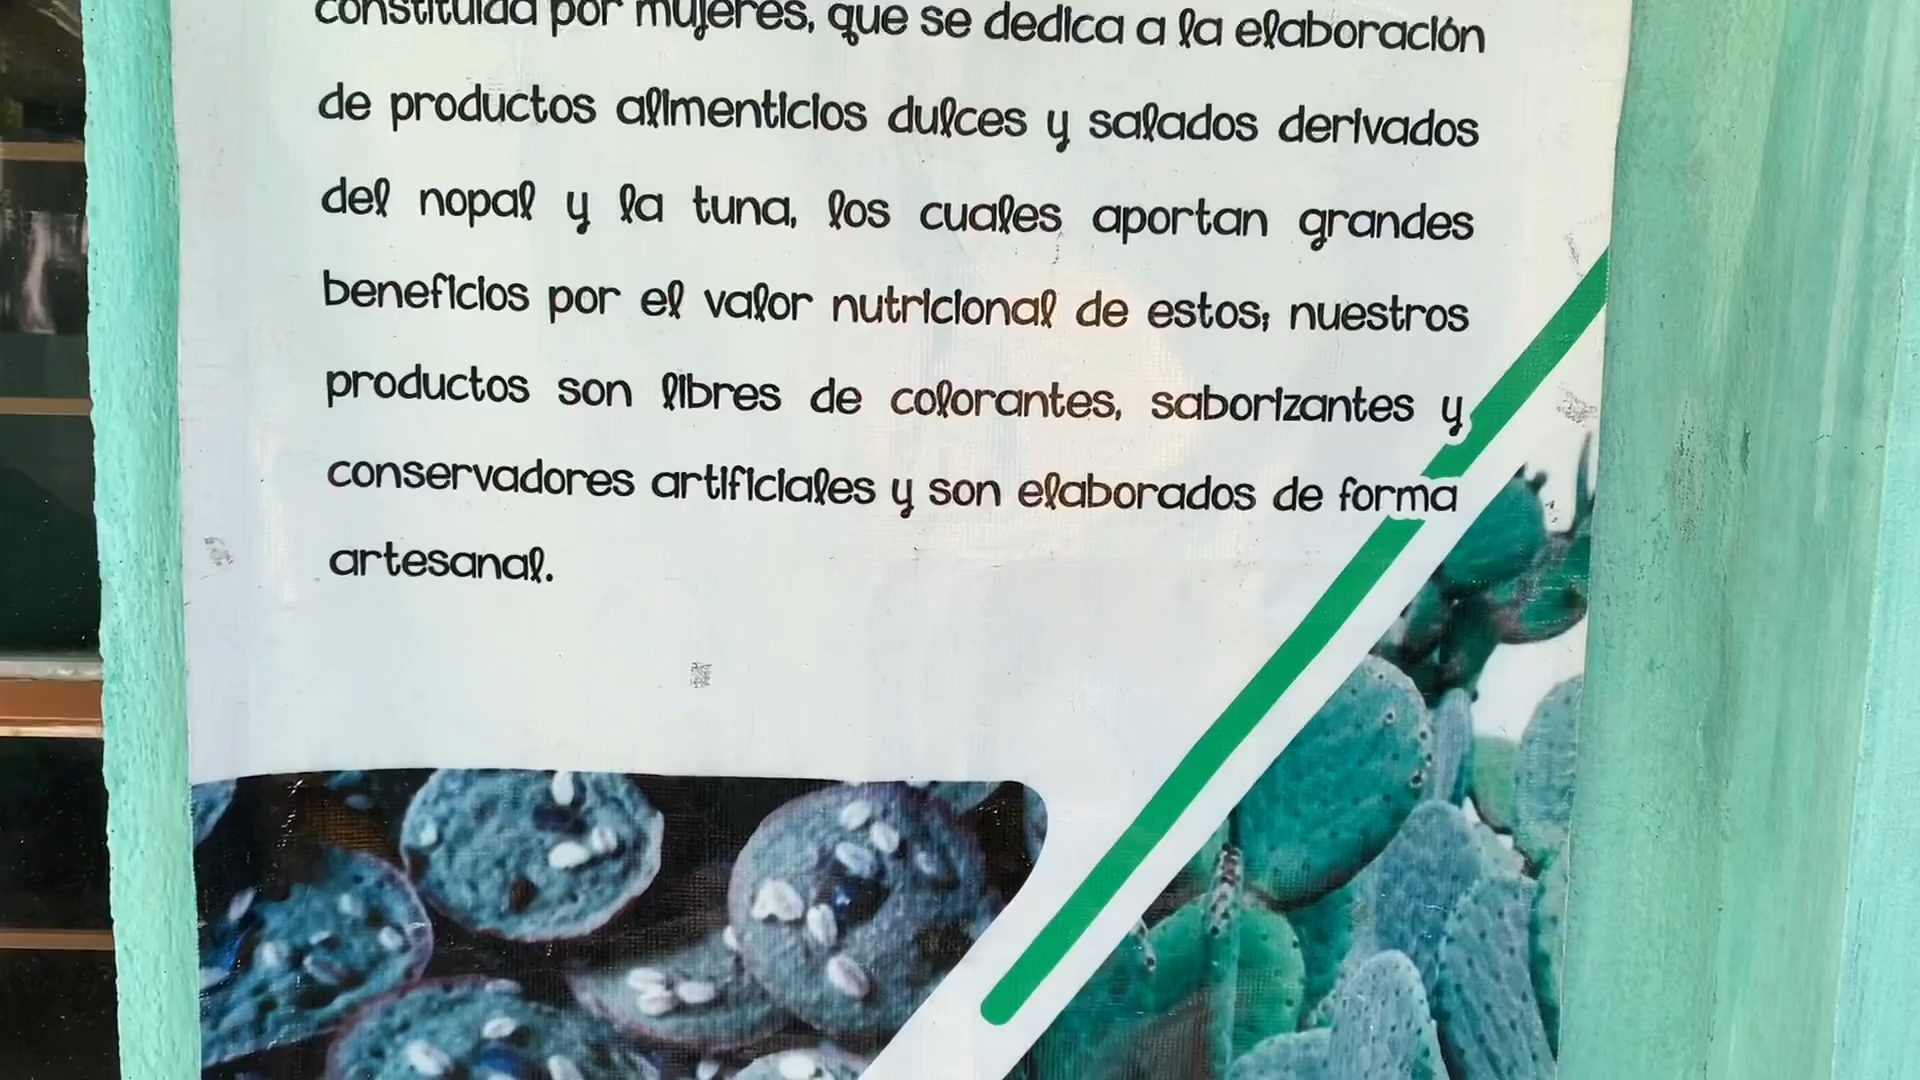 constituida por mujeres, que se dedica a la elaboración
de productos alimenticios dulces y salados derivados
del nopal y la tuna, los cuales aportan grandes
beneficios por el valor nutricional de estos; nuestros
productos son libres de colorantes, saborizantes y
conservadores artificiales y son elaborados de forma
artesanal.